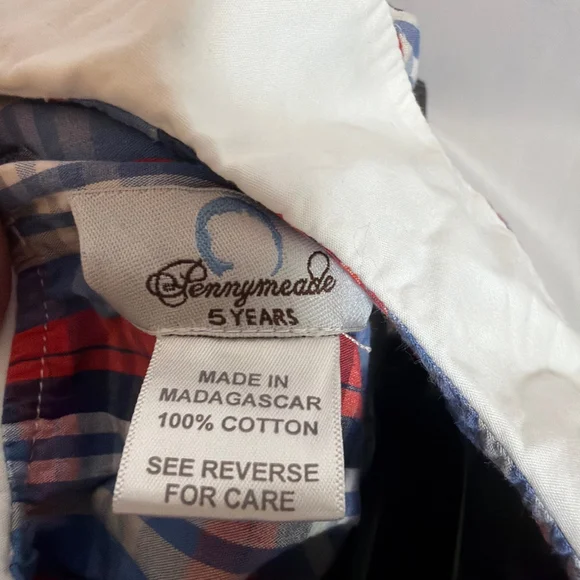 Pennymeade
5 YEARS
MADE IN
MADAGASCAR
100% COTTON
SEE REVERSE
FOR CARE